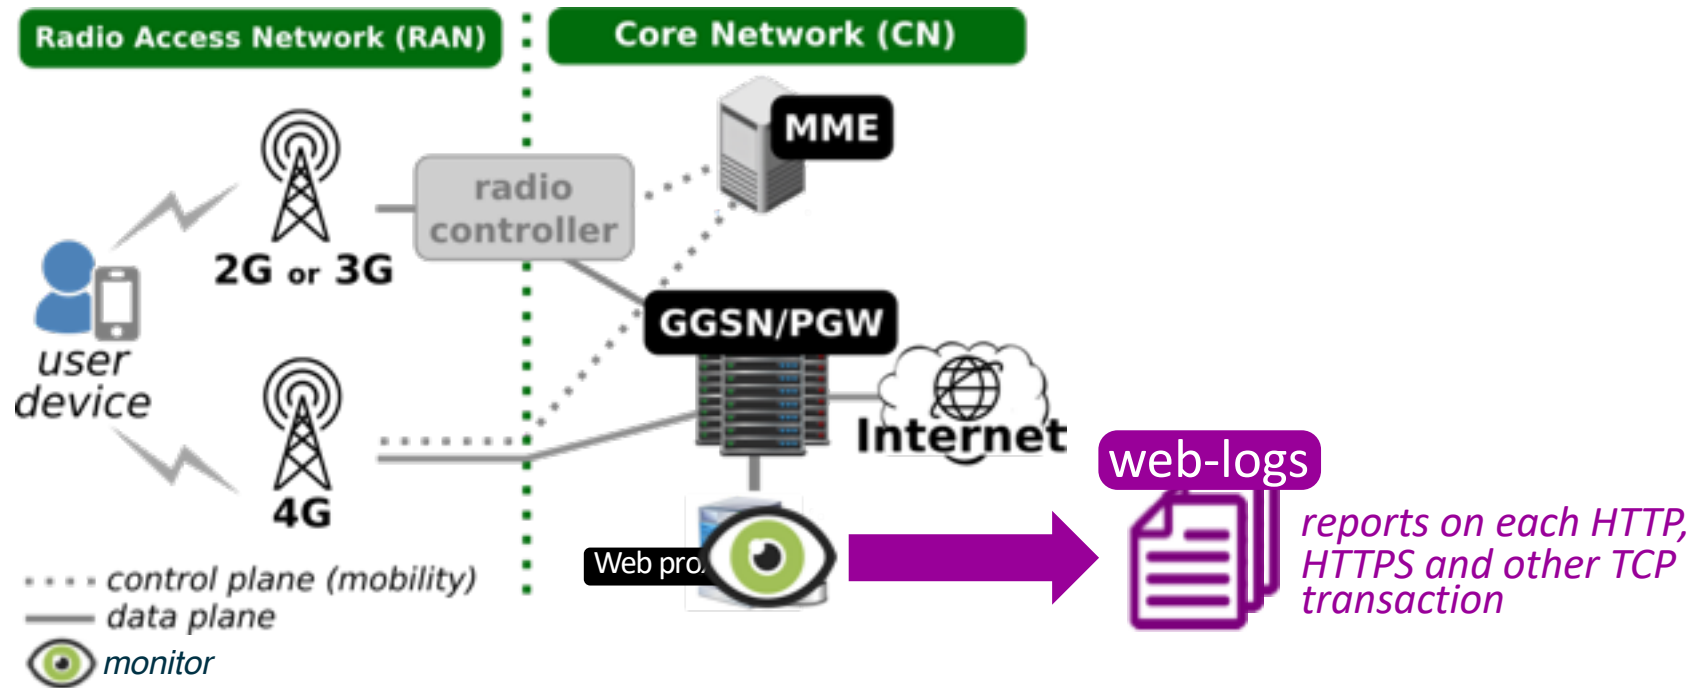 Radio Access Network (RAN)
Core Network (CN)
MME
radio
controller
2G or 3G
GGSN/PGW
user
device
Internet
4G
web-logs
reports on each HTTP,
HTTPS and other TCP
transaction
Web
control plane (mobility)
data plane
monitor